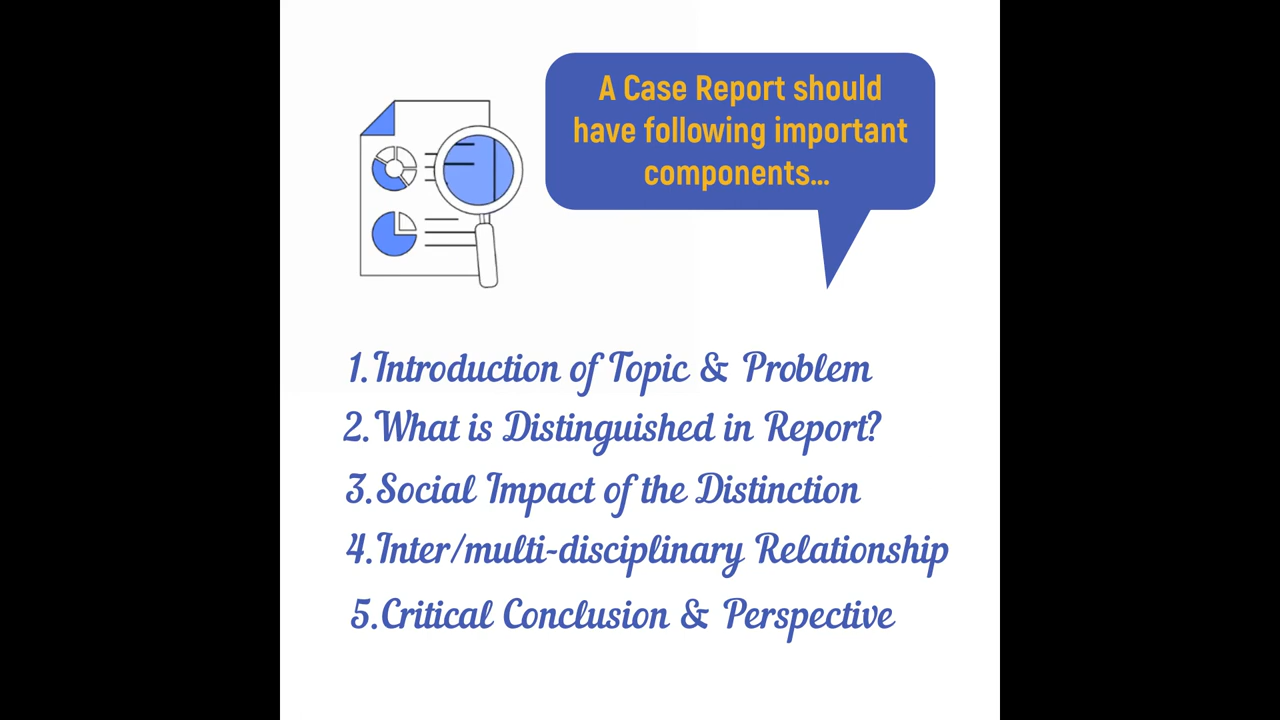 A Case Report should
have following important
components...
1. Introduction of Topic & Problem
2. What is Distinguished in Report?
3. Social Impact of the Distinction
4. Inter/multi-disciplinary Relationship
5. Critical Conclusion & Perspective